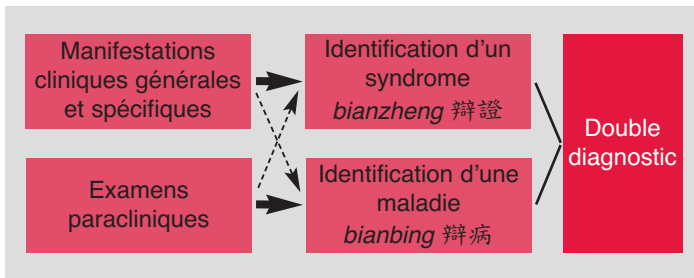 Manifestations
cliniques générales
et spécifiques
Identification d’un
syndrome
bianzheng 辯證
Examens
paracliniques
Identification d’une
maladie
bianbing 辯病
Double
diagnostic